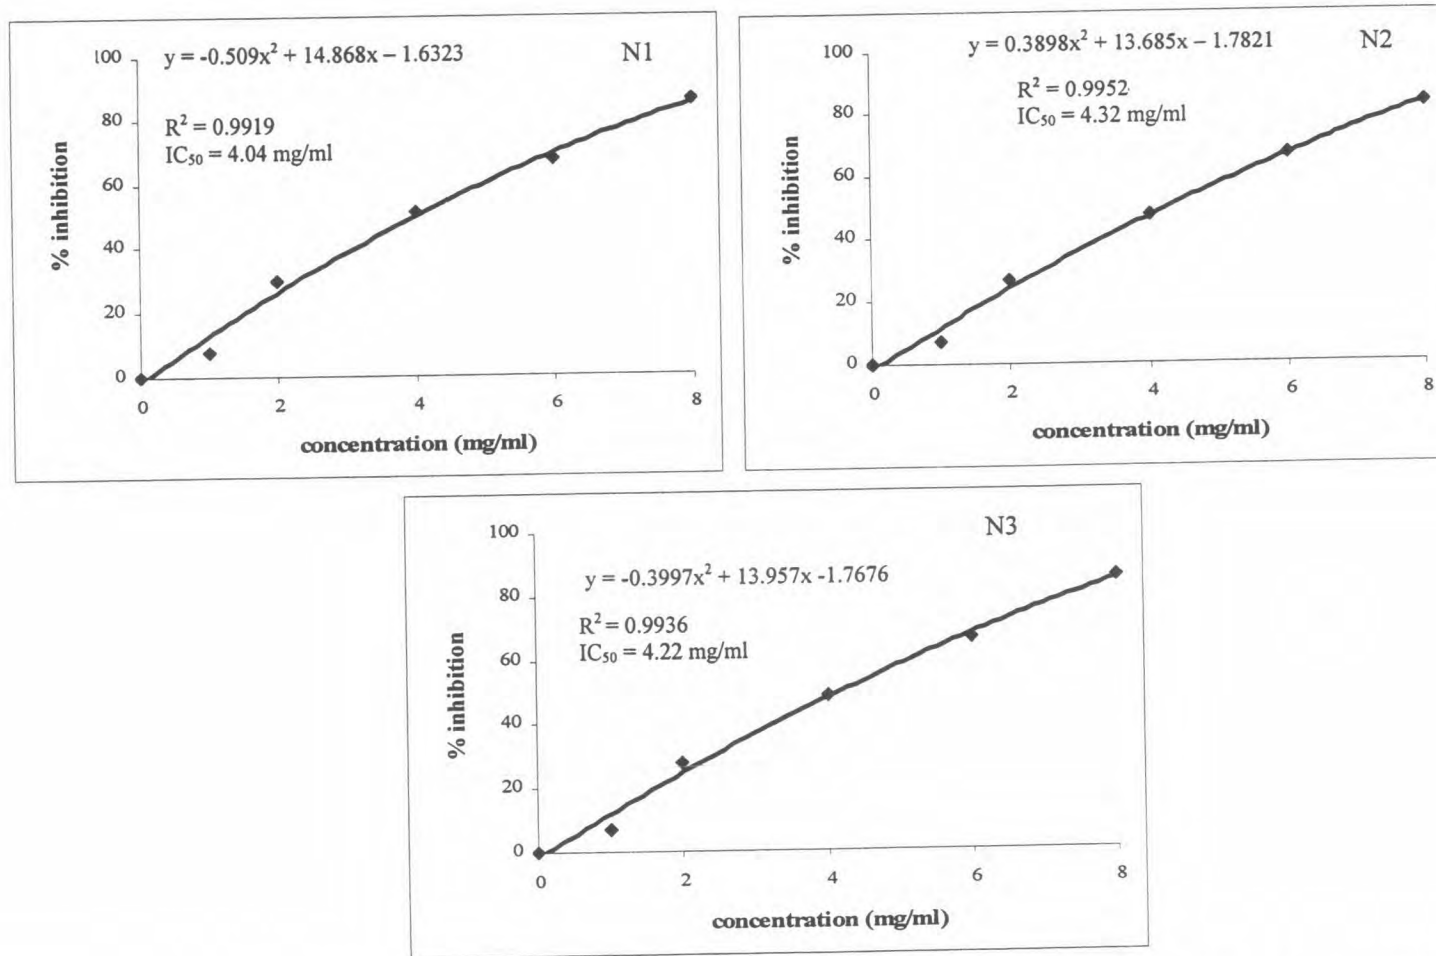 y = -0.509x² + 14.868x – 1.6323
N1
R² = 0.9919
IC₅₀ = 4.04 mg/ml
% inhibition
100
80
60
40
20
0
0 2 4 6 8
concentration (mg/ml)
y = 0.3898x² + 13.685x – 1.7821
N2
R² = 0.9952
IC₅₀ = 4.32 mg/ml
% inhibition
100
80
60
40
20
0
0 2 4 6 8
concentration (mg/ml)
N3
y = -0.3997x² + 13.957x -1.7676
R² = 0.9936
IC₅₀ = 4.22 mg/ml
% inhibition
100
80
60
40
20
0
0 2 4 6 8
concentration (mg/ml)